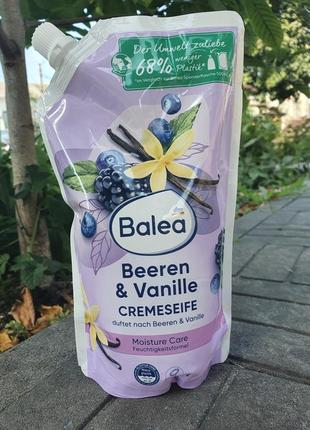 Der Umwelt zuliebe
68% weniger
Plastik*
Balea
Beeren
& Vanille
CREMESEIFE
duftet nach Beeren & Vanille
Moisture Care
Feuchtigkeitsformel